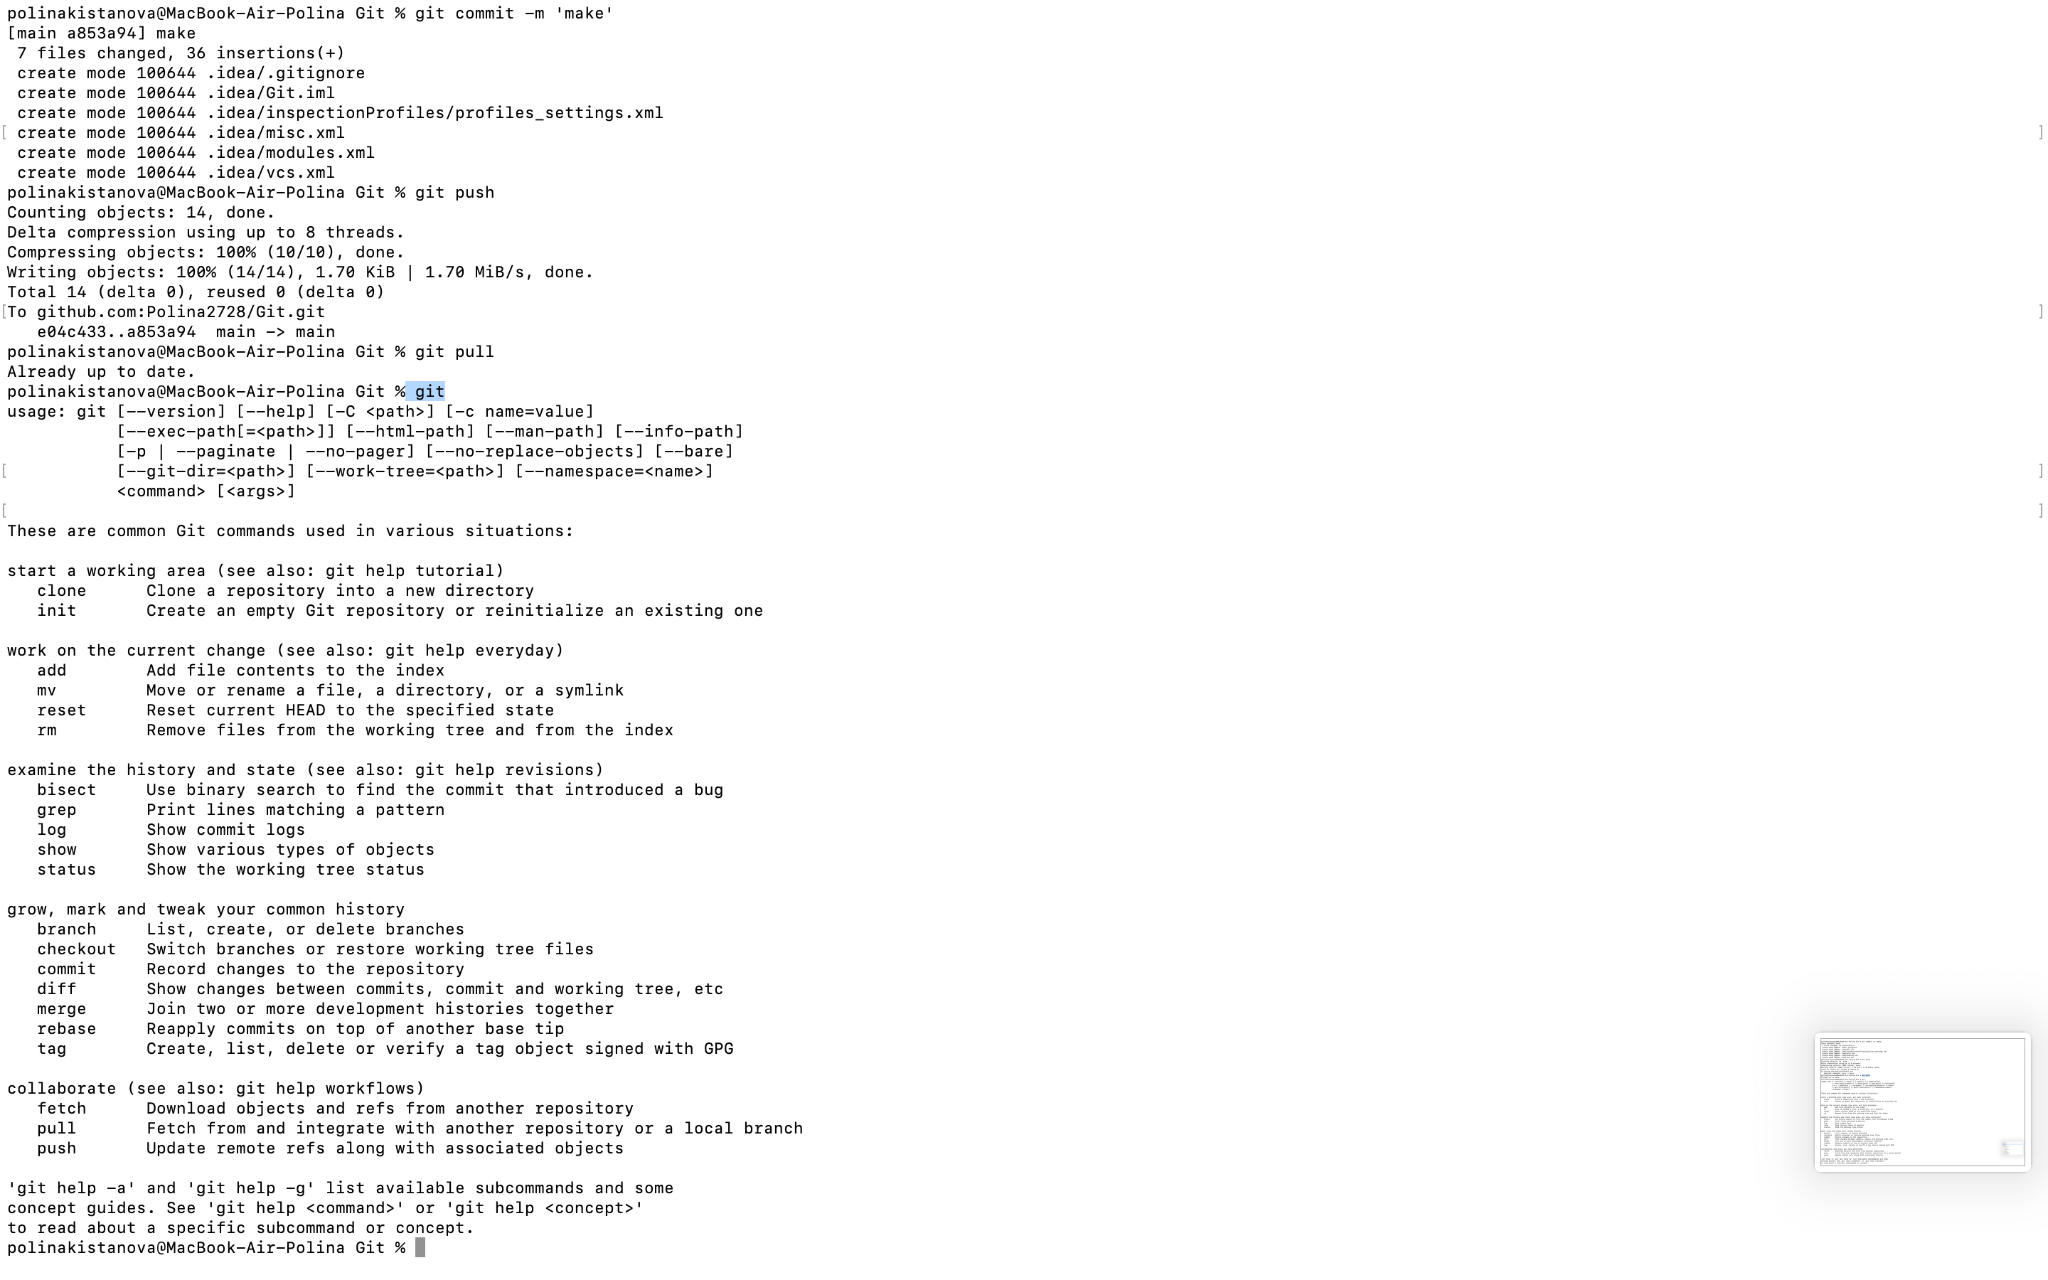 polinakistanova@MacBook-Air-Polina Git % git commit -m 'make'
[main a853a94] make
 7 files changed, 36 insertions(+)
 create mode 100644 .idea/.gitignore
 create mode 100644 .idea/Git.iml
 create mode 100644 .idea/inspectionProfiles/profiles_settings.xml
[ create mode 100644 .idea/misc.xml ]
 create mode 100644 .idea/modules.xml
 create mode 100644 .idea/vcs.xml
polinakistanova@MacBook-Air-Polina Git % git push
Counting objects: 14, done.
Delta compression using up to 8 threads.
Compressing objects: 100% (10/10), done.
Writing objects: 100% (14/14), 1.70 KiB | 1.70 MiB/s, done.
Total 14 (delta 0), reused 0 (delta 0)
[To github.com:Polina2728/Git.git ]
   e04c433..a853a94  main -> main
polinakistanova@MacBook-Air-Polina Git % git pull
Already up to date.
polinakistanova@MacBook-Air-Polina Git % git
usage: git [--version] [--help] [-C <path>] [-c name=value]
           [--exec-path[=<path>]] [--html-path] [--man-path] [--info-path]
           [-p | --paginate | --no-pager] [--no-replace-objects] [--bare]
[          [--git-dir=<path>] [--work-tree=<path>] [--namespace=<name>] ]
           <command> [<args>]
[ ]
These are common Git commands used in various situations:

start a working area (see also: git help tutorial)
   clone      Clone a repository into a new directory
   init       Create an empty Git repository or reinitialize an existing one

work on the current change (see also: git help everyday)
   add        Add file contents to the index
   mv         Move or rename a file, a directory, or a symlink
   reset      Reset current HEAD to the specified state
   rm         Remove files from the working tree and from the index

examine the history and state (see also: git help revisions)
   bisect     Use binary search to find the commit that introduced a bug
   grep       Print lines matching a pattern
   log        Show commit logs
   show       Show various types of objects
   status     Show the working tree status

grow, mark and tweak your common history
   branch     List, create, or delete branches
   checkout   Switch branches or restore working tree files
   commit     Record changes to the repository
   diff       Show changes between commits, commit and working tree, etc
   merge      Join two or more development histories together
   rebase     Reapply commits on top of another base tip
   tag        Create, list, delete or verify a tag object signed with GPG

collaborate (see also: git help workflows)
   fetch      Download objects and refs from another repository
   pull       Fetch from and integrate with another repository or a local branch
   push       Update remote refs along with associated objects

'git help -a' and 'git help -g' list available subcommands and some
concept guides. See 'git help <command>' or 'git help <concept>'
to read about a specific subcommand or concept.
polinakistanova@MacBook-Air-Polina Git %